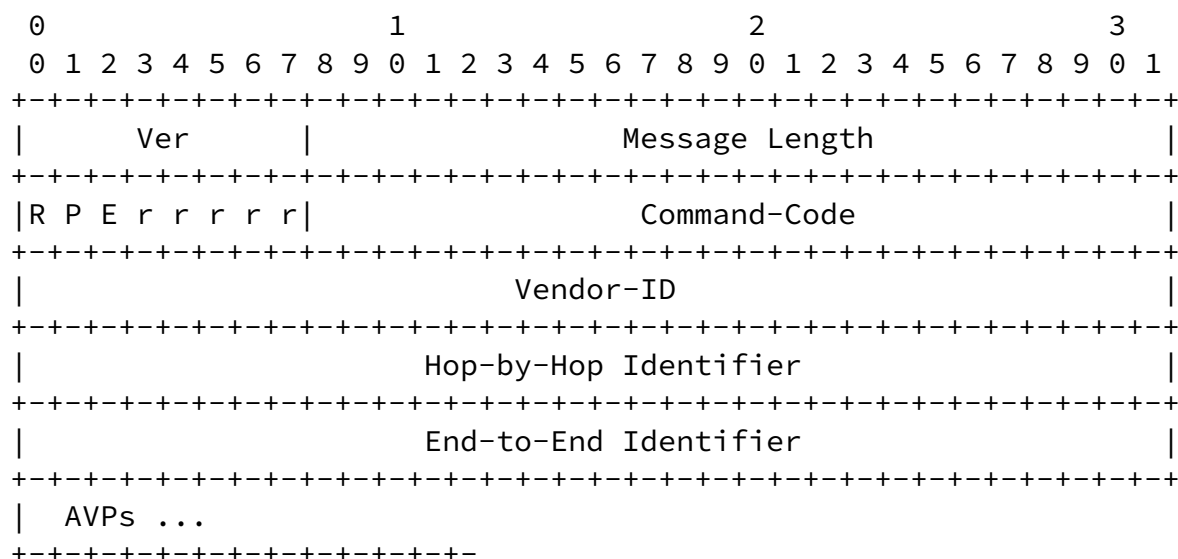 0                   1                   2                   3
 0 1 2 3 4 5 6 7 8 9 0 1 2 3 4 5 6 7 8 9 0 1 2 3 4 5 6 7 8 9 0 1
+-+-+-+-+-+-+-+-+-+-+-+-+-+-+-+-+-+-+-+-+-+-+-+-+-+-+-+-+-+-+-+-+
|      Ver      |                 Message Length                |
+-+-+-+-+-+-+-+-+-+-+-+-+-+-+-+-+-+-+-+-+-+-+-+-+-+-+-+-+-+-+-+-+
|R P E r r r r r|                  Command-Code                 |
+-+-+-+-+-+-+-+-+-+-+-+-+-+-+-+-+-+-+-+-+-+-+-+-+-+-+-+-+-+-+-+-+
|                           Vendor-ID                           |
+-+-+-+-+-+-+-+-+-+-+-+-+-+-+-+-+-+-+-+-+-+-+-+-+-+-+-+-+-+-+-+-+
|                      Hop-by-Hop Identifier                    |
+-+-+-+-+-+-+-+-+-+-+-+-+-+-+-+-+-+-+-+-+-+-+-+-+-+-+-+-+-+-+-+-+
|                      End-to-End Identifier                    |
+-+-+-+-+-+-+-+-+-+-+-+-+-+-+-+-+-+-+-+-+-+-+-+-+-+-+-+-+-+-+-+-+
|  AVPs ...
+-+-+-+-+-+-+-+-+-+-+-+-+-